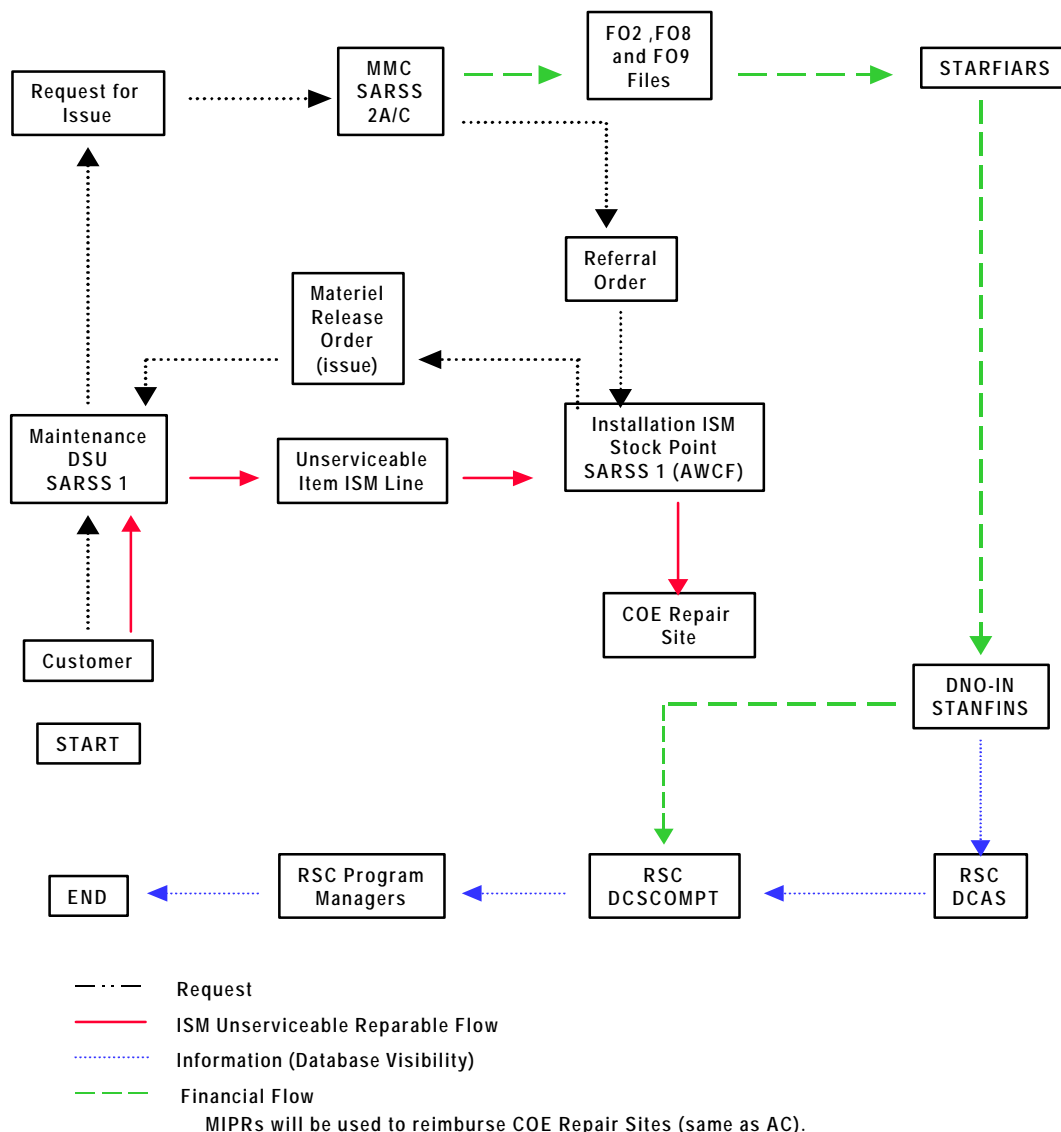 Request for
Issue
MMC
SARSS
2A/C
FO2 ,FO8
and FO9
Files
STARFIARS
Referral
Order
Materiel
Release
Order
(issue)
Maintenance
DSU
SARSS 1
Unserviceable
Item ISM Line
Installation ISM
Stock Point
SARSS 1 (AWCF)
COE Repair
Site
Customer
START
DNO-IN
STANFINS
END
RSC Program
Managers
RSC
DCSCOMPT
RSC
DCAS
Request
ISM Unserviceable Reparable Flow
Information (Database Visibility)
Financial Flow
MIPRs will be used to reimburse COE Repair Sites (same as AC).